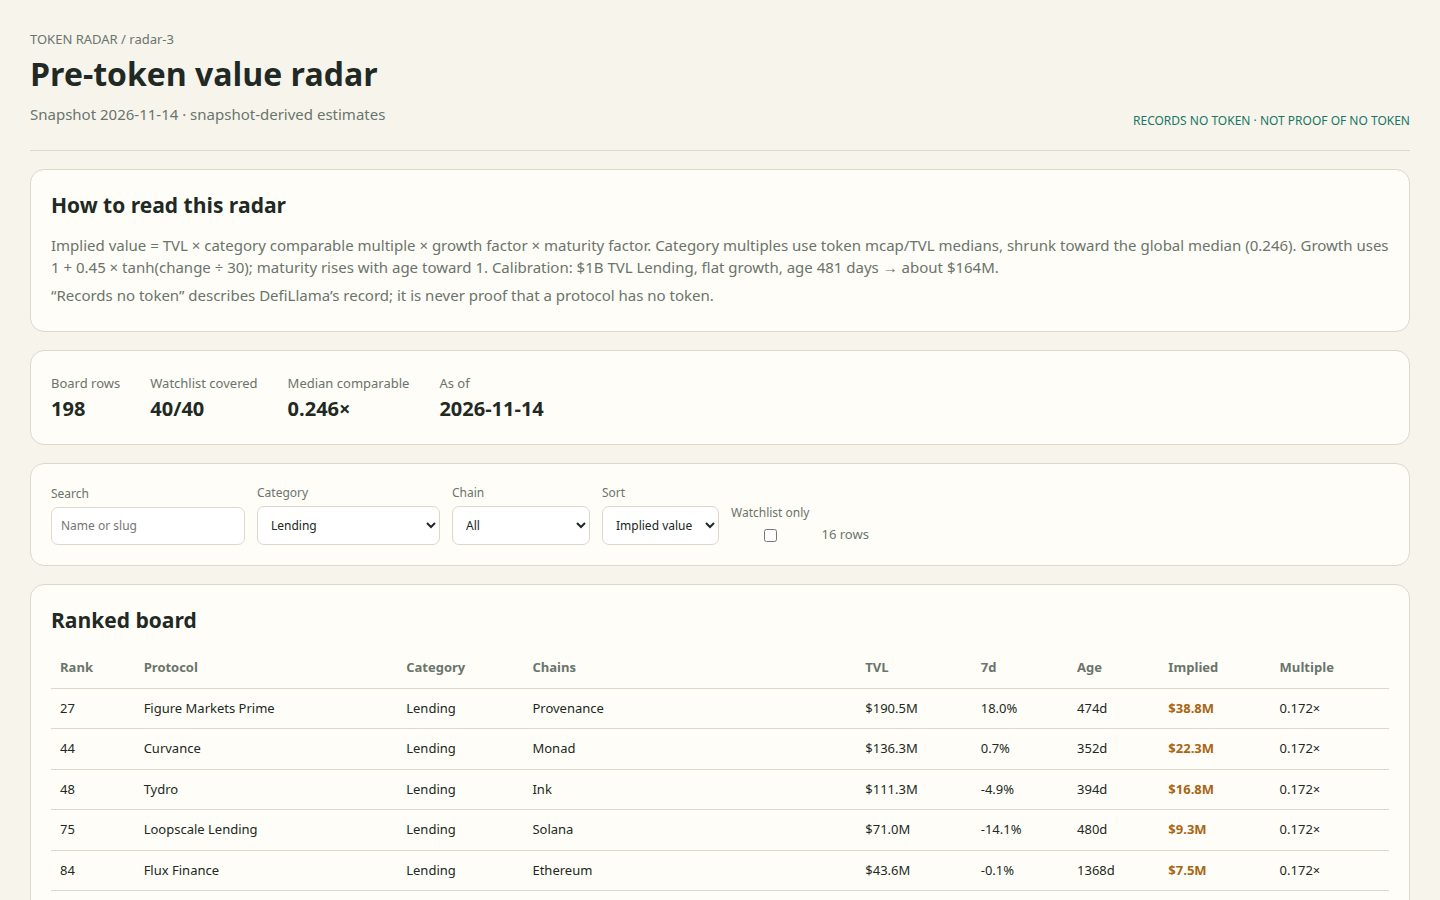 TOKEN RADAR / radar-3
Pre-token value radar
Snapshot 2026-11-14 · snapshot-derived estimates
RECORDS NO TOKEN · NOT PROOF OF NO TOKEN
How to read this radar
Implied value = TVL × category comparable multiple × growth factor × maturity factor. Category multiples use token mcap/TVL medians, shrunk toward the global median (0.246). Growth uses
1 + 0.45 × tanh(change ÷ 30); maturity rises with age toward 1. Calibration: $1B TVL Lending, flat growth, age 481 days → about $164M.
“Records no token” describes DefiLlama’s record; it is never proof that a protocol has no token.
Board rows Watchlist covered Median comparable As of
198 40/40 0.246× 2026-11-14
Search Category Chain Sort Watchlist only
Name or slug Lending All Implied value 16 rows
Ranked board
Rank Protocol Category Chains TVL 7d Age Implied Multiple
27 Figure Markets Prime Lending Provenance $190.5M 18.0% 474d $38.8M 0.172×
44 Curvance Lending Monad $136.3M 0.7% 352d $22.3M 0.172×
48 Tydro Lending Ink $111.3M -4.9% 394d $16.8M 0.172×
75 Loopscale Lending Lending Solana $71.0M -14.1% 480d $9.3M 0.172×
84 Flux Finance Lending Ethereum $43.6M -0.1% 1368d $7.5M 0.172×